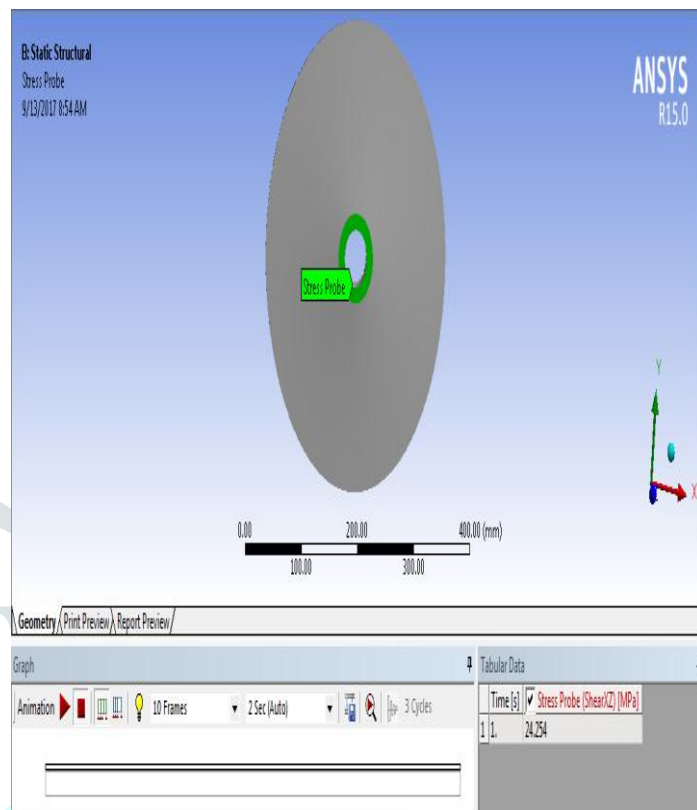 B: Static Structural
Stress Probe
9/13/2017 8:54 AM
ANSYS
R15.0
Stress Probe
Y
X
0.00 200.00 400.00 (mm)
100.00 300.00
Geometry Print Preview Report Preview
Graph
Animation 10 Frames 2 Sec (Auto) 3 Cycles
Tabular Data
Time [s] Stress Probe (ShearXZ) [MPa]
1 1. 24.254